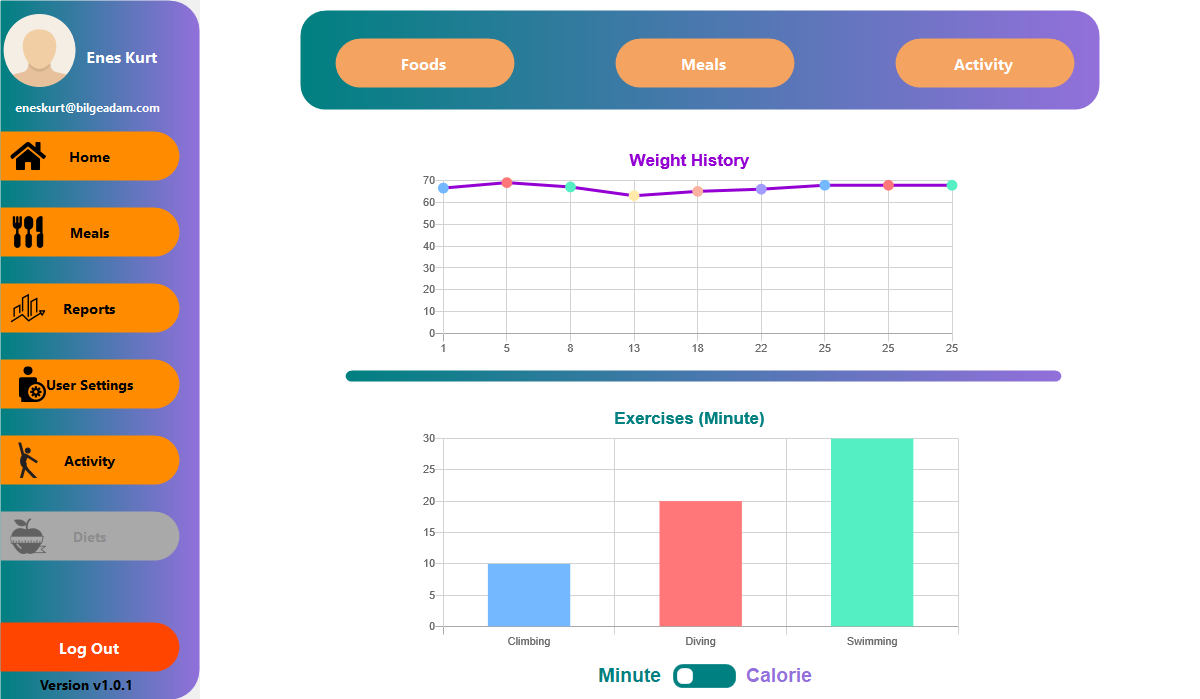 Enes Kurt
eneskurt@bilgeadam.com
Home
Meals
Reports
User Settings
Activity
Diets
Log Out
Version v1.0.1
Foods Meals Activity
Weight History
70
60
50
40
30
20
10
0
1 5 8 13 18 22 25 25 25
Exercises (Minute)
30
25
20
15
10
5
0
Climbing Diving Swimming
Minute Calorie